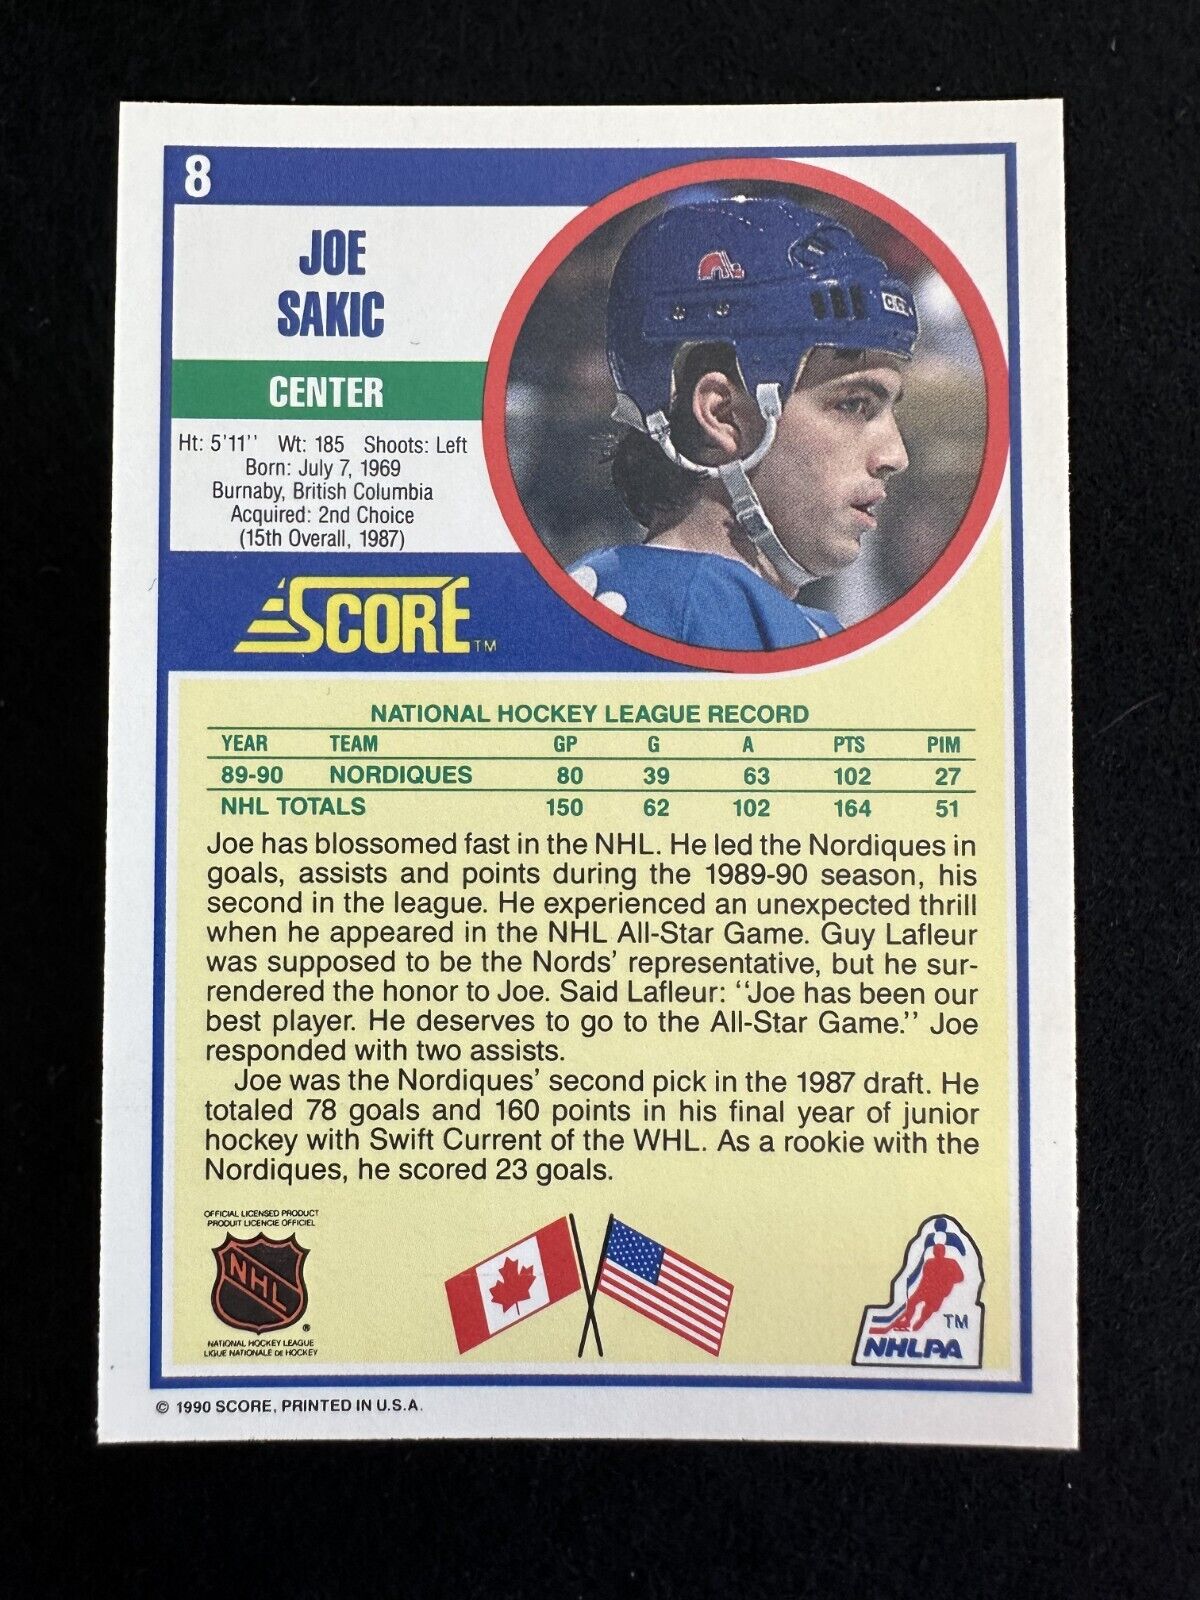 8
JOE
SAKIC
CENTER
Ht: 5'11'' Wt: 185 Shoots: Left
Born: July 7, 1969
Burnaby, British Columbia
Acquired: 2nd Choice
(15th Overall, 1987)
SCORE TM
NATIONAL HOCKEY LEAGUE RECORD
YEAR TEAM GP G A PTS PIM
89-90 NORDIQUES 80 39 63 102 27
NHL TOTALS 150 62 102 164 51
Joe has blossomed fast in the NHL. He led the Nordiques in
goals, assists and points during the 1989-90 season, his
second in the league. He experienced an unexpected thrill
when he appeared in the NHL All-Star Game. Guy Lafleur
was supposed to be the Nords' representative, but he sur-
rendered the honor to Joe. Said Lafleur: ''Joe has been our
best player. He deserves to go to the All-Star Game.'' Joe
responded with two assists.
Joe was the Nordiques' second pick in the 1987 draft. He
totaled 78 goals and 160 points in his final year of junior
hockey with Swift Current of the WHL. As a rookie with the
Nordiques, he scored 23 goals.
OFFICIAL LICENSED PRODUCT
PRODUIT LICENCIE OFFICIEL
NHL
®
NATIONAL HOCKEY LEAGUE
LIGUE NATIONALE DE HOCKEY
TM
NHLPA
© 1990 SCORE, PRINTED IN U.S.A.